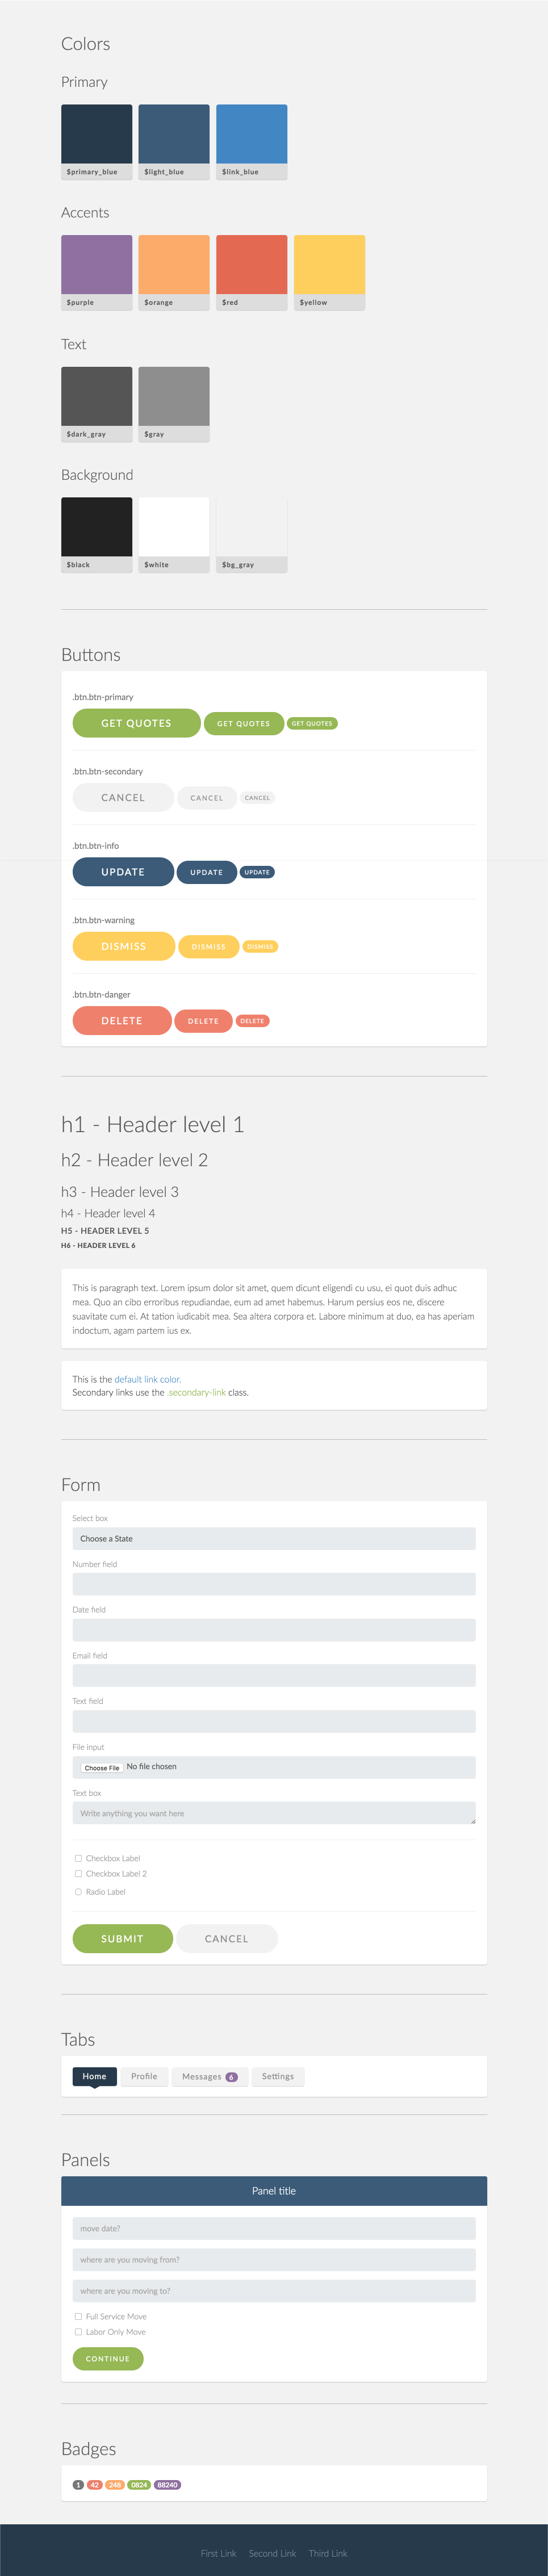 Colors
Primary
$primary_blue $light_blue $link_blue
Accents
$purple $orange $red $yellow
Text
$dark_gray $gray
Background
$black $white $bg_gray
Buttons
.btn.btn-primary
GET QUOTES GET QUOTES GET QUOTES
.btn.btn-secondary
CANCEL CANCEL CANCEL
.btn.btn-info
UPDATE UPDATE UPDATE
.btn.btn-warning
DISMISS DISMISS DISMISS
.btn.btn-danger
DELETE DELETE DELETE
h1 - Header level 1
h2 - Header level 2
h3 - Header level 3
h4 - Header level 4
H5 - HEADER LEVEL 5
H6 - HEADER LEVEL 6
This is paragraph text. Lorem ipsum dolor sit amet, quem dicunt eligendi cu usu, ei quot duis adhuc
mea. Quo an cibo erroribus repudiandae, eum ad amet habemus. Harum persius eos ne, discere
suavitate cum ei. At tation iudicabit mea. Sea altera corpora et. Labore minimum at duo, ea has aperiam
indoctum, agam partem ius ex.
This is the default link color.
Secondary links use the .secondary-link class.
Form
Select box
Choose a State
Number field
Date field
Email field
Text field
File input
Choose File No file chosen
Text box
Write anything you want here
Checkbox Label
Checkbox Label 2
Radio Label
SUBMIT CANCEL
Tabs
Home Profile Messages 6 Settings
Panels
Panel title
move date?
where are you moving from?
where are you moving to?
Full Service Move
Labor Only Move
CONTINUE
Badges
1 42 248 0824 88240
First Link Second Link Third Link